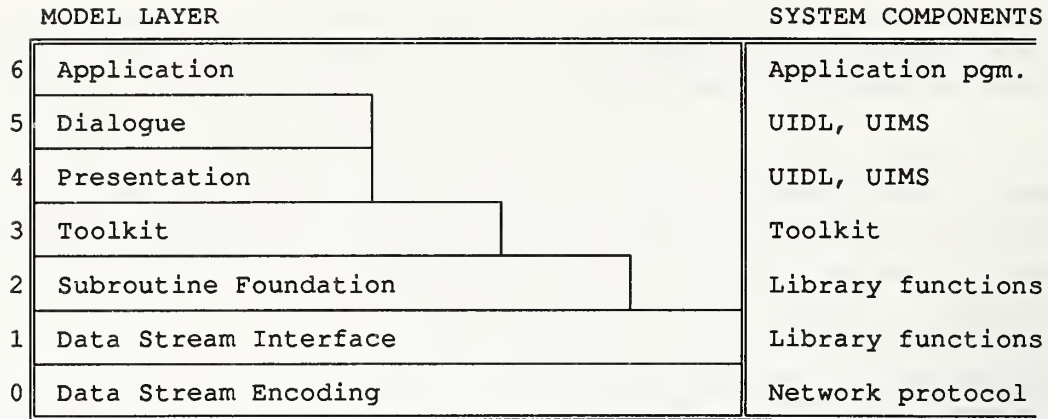 MODEL LAYER SYSTEM COMPONENTS
6 Application Application pgm.
5 Dialogue UIDL, UIMS
4 Presentation UIDL, UIMS
3 Toolkit Toolkit
2 Subroutine Foundation Library functions
1 Data Stream Interface Library functions
0 Data Stream Encoding Network protocol